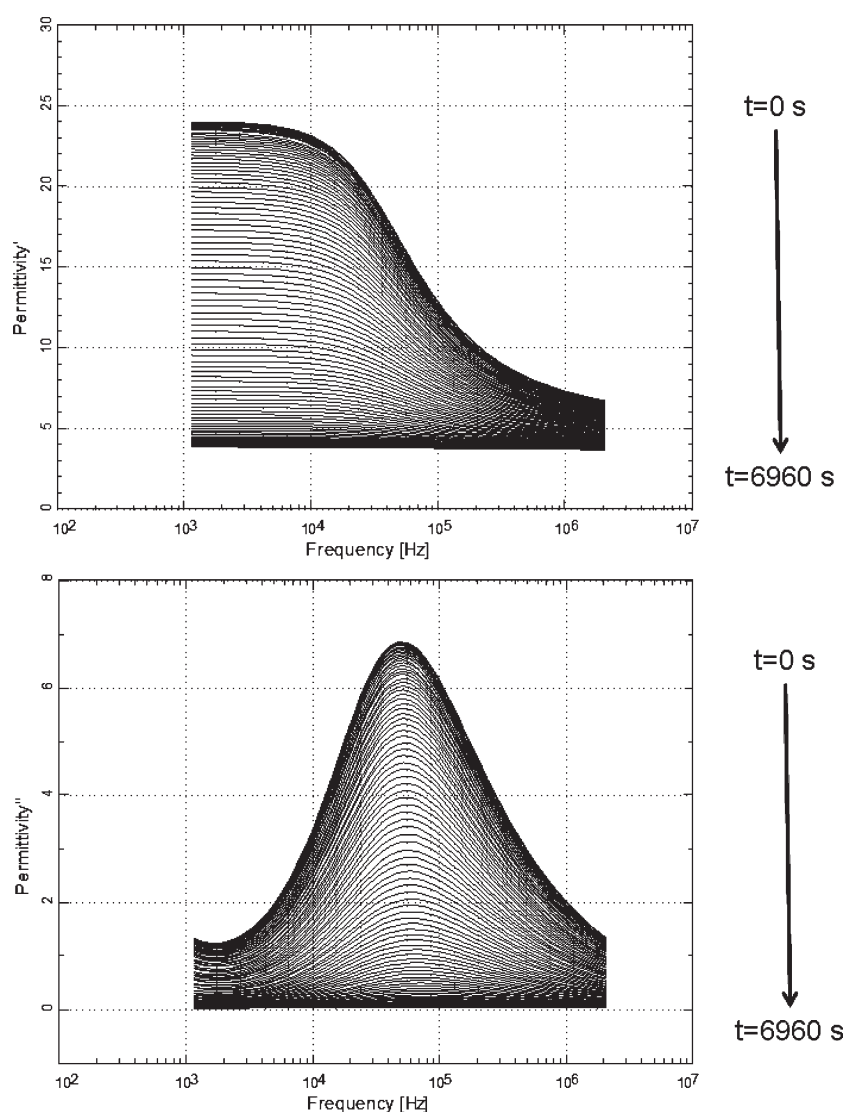 30
25
20
15
10
5
0
Permittivity'
10² 10³ 10⁴ 10⁵ 10⁶ 10⁷
Frequency [Hz]
t=0 s
t=6960 s
8
6
4
2
0
Permittivity''
10² 10³ 10⁴ 10⁵ 10⁶ 10⁷
Frequency [Hz]
t=0 s
t=6960 s